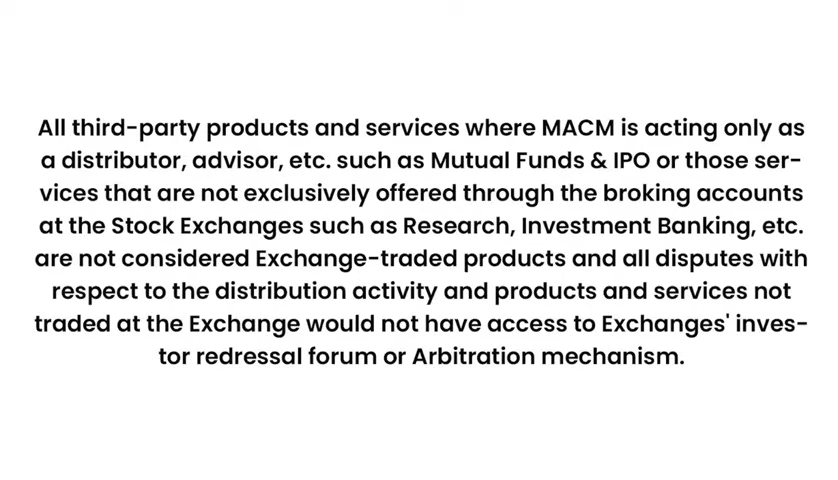 All third-party products and services where MACM is acting only as
a distributor, advisor, etc. such as Mutual Funds & IPO or those ser-
vices that are not exclusively offered through the broking accounts
at the Stock Exchanges such as Research, Investment Banking, etc.
are not considered Exchange-traded products and all disputes with
respect to the distribution activity and products and services not
traded at the Exchange would not have access to Exchanges' inves-
tor redressal forum or Arbitration mechanism.